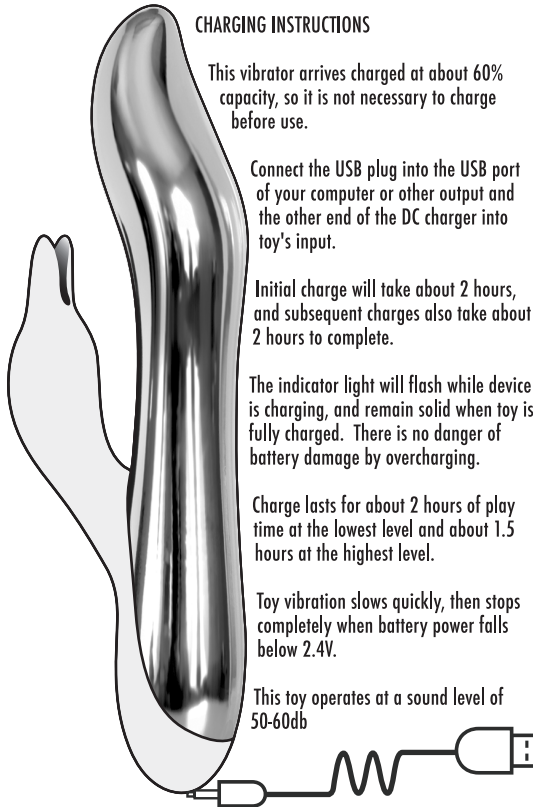 CHARGING INSTRUCTIONS
This vibrator arrives charged at about 60%
capacity, so it is not necessary to charge
before use.
Connect the USB plug into the USB port
of your computer or other output and
the other end of the DC charger into
toy's input.
Initial charge will take about 2 hours,
and subsequent charges also take about
2 hours to complete.
The indicator light will flash while device
is charging, and remain solid when toy is
fully charged.  There is no danger of
battery damage by overcharging.
Charge lasts for about 2 hours of play
time at the lowest level and about 1.5
hours at the highest level.
Toy vibration slows quickly, then stops
completely when battery power falls
below 2.4V.
This toy operates at a sound level of
50-60db